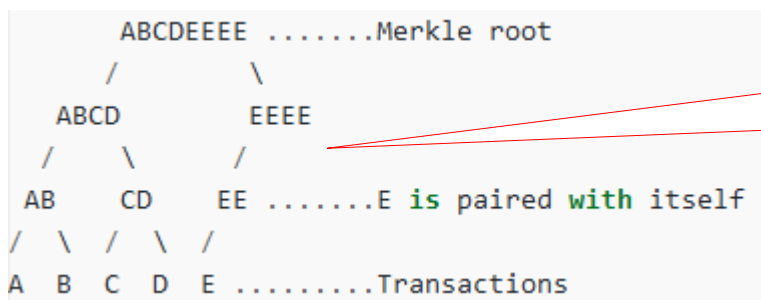 ABCDEEEE .......Merkle root
/ \
ABCD EEEE
/ \ /
AB CD EE .......E is paired with itself
/ \ / \ /
A B C D E .........Transactions